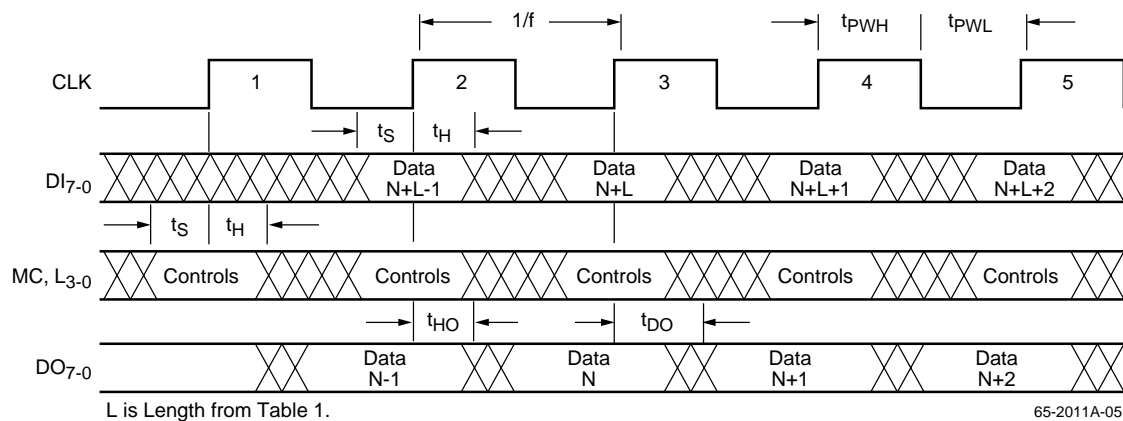 1/f
tPWH
tPWL
CLK
1
2
3
4
5
tS
tH
DI7-0
Data
N+L-1
Data
N+L
Data
N+L+1
Data
N+L+2
tS
tH
MC, L3-0
Controls
Controls
Controls
Controls
Controls
tHO
tDO
DO7-0
Data
N-1
Data
N
Data
N+1
Data
N+2
L is Length from Table 1.
65-2011A-05